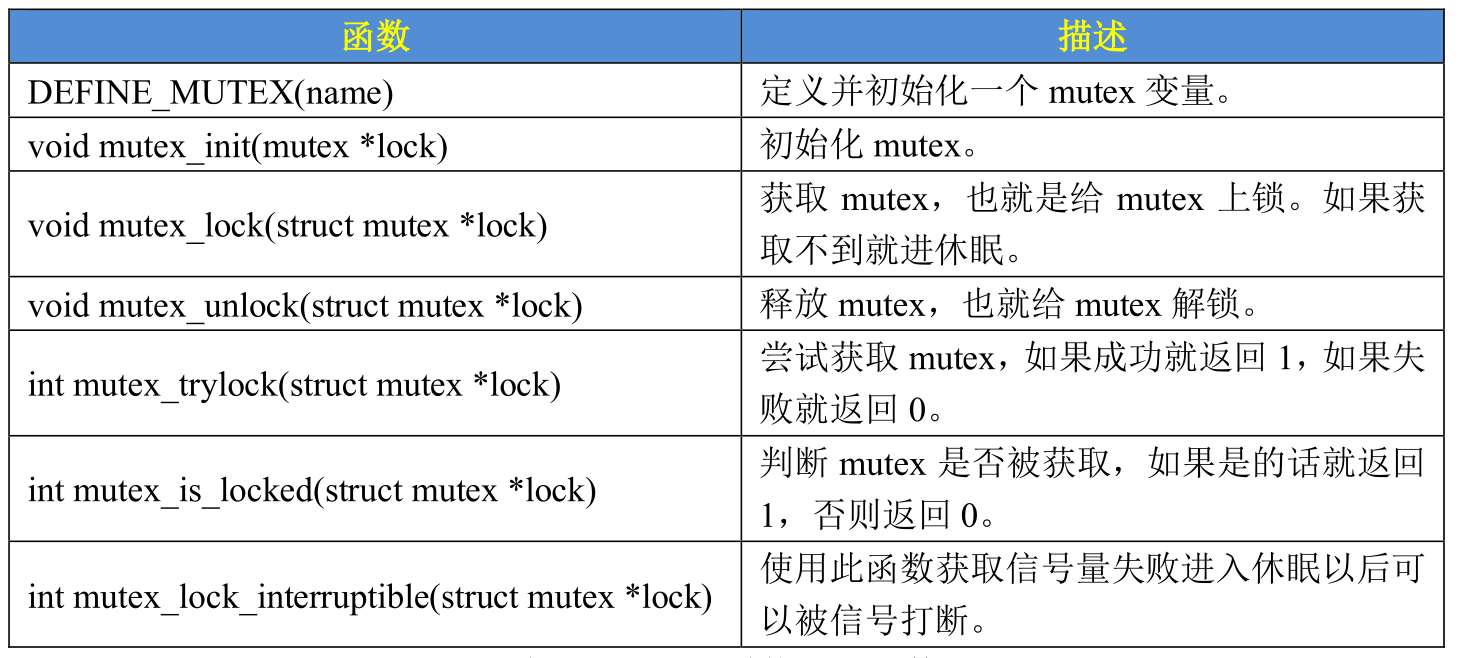 函数
描述
DEFINE_MUTEX(name)
定义并初始化一个 mutex 变量。
void mutex_init(mutex *lock)
初始化 mutex。
void mutex_lock(struct mutex *lock)
获取 mutex，也就是给 mutex 上锁。如果获
取不到就进休眠。
void mutex_unlock(struct mutex *lock)
释放 mutex，也就给 mutex 解锁。
int mutex_trylock(struct mutex *lock)
尝试获取 mutex，如果成功就返回 1，如果失
败就返回 0。
int mutex_is_locked(struct mutex *lock)
判断 mutex 是否被获取，如果是的话就返回
1，否则返回 0。
int mutex_lock_interruptible(struct mutex *lock)
使用此函数获取信号量失败进入休眠以后可
以被信号打断。